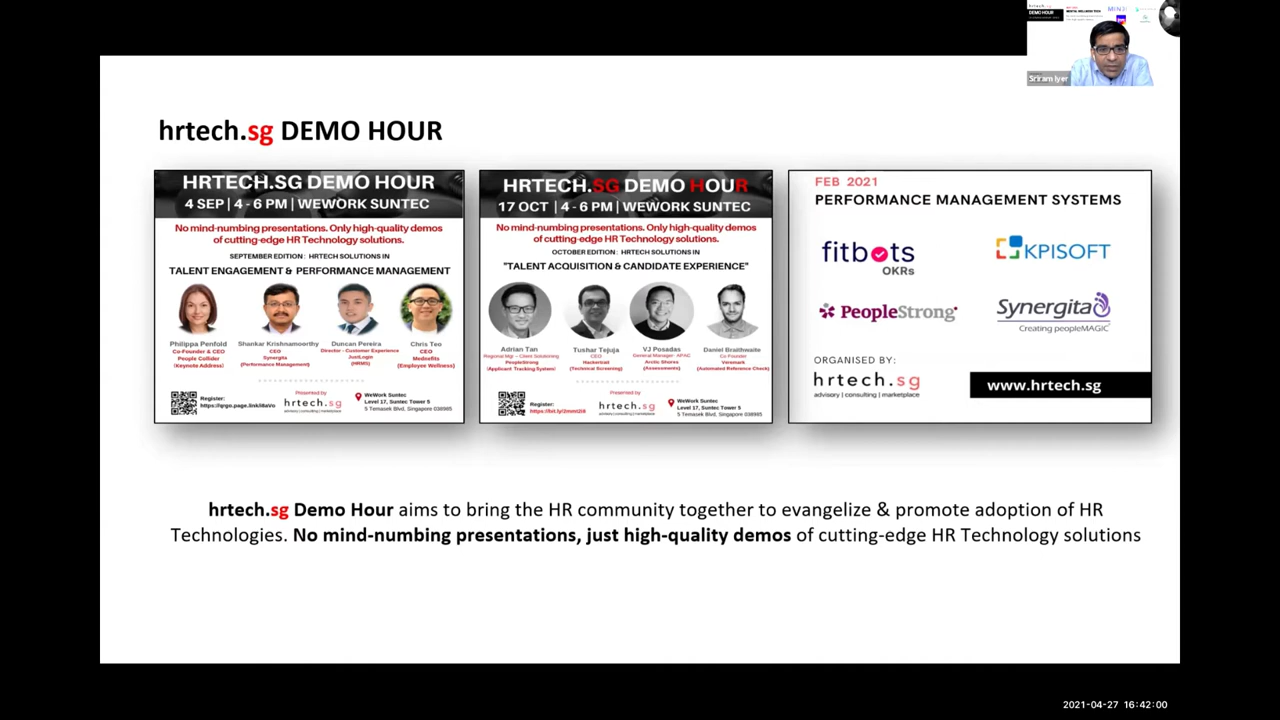 hrtech.sg
DEMO HOUR
MENTAL WELLNESS TECH
Sriram Iyer
hrtech.sg DEMO HOUR
HRTECH.SG DEMO HOUR
4 SEP | 4 - 6 PM | WEWORK SUNTEC
No mind-numbing presentations. Only high-quality demos
of cutting-edge HR Technology solutions.
SEPTEMBER EDITION: HRTECH SOLUTIONS IN
TALENT ENGAGEMENT & PERFORMANCE MANAGEMENT
Philippa Penfold
Co-Founder & CEO
People Collider
(Keynote Address)
Shankar Krishnamoorthy
CEO
Synergita
(Performance Management)
Duncan Pereira
Director - Customer Experience
JustLogin
(HRMS)
Chris Teo
CEO
Mednefits
(Employee Wellness)
Register:
Presented by
hrtech.sg
advisory | consulting | marketplace
WeWork Suntec
Level 17, Suntec Tower 5
5 Temasek Blvd, Singapore 038985
HRTECH.SG DEMO HOUR
17 OCT | 4 - 6 PM | WEWORK SUNTEC
No mind-numbing presentations. Only high-quality demos
of cutting-edge HR Technology solutions.
OCTOBER EDITION: HRTECH SOLUTIONS IN
"TALENT ACQUISITION & CANDIDATE EXPERIENCE"
Adrian Tan
Regional Mgr - Client Solutioning
PeopleStrong
(Applicant Tracking System)
Tushar Tejuja
CEO
Hackertrail
(Technical Screening)
VJ Posadas
General Manager- APAC
Arctic Shores
(Assessments)
Daniel Braithwaite
Co Founder
Veremark
(Automated Reference Check)
Register:
Presented by
hrtech.sg
advisory | consulting | marketplace
WeWork Suntec
Level 17, Suntec Tower 5
5 Temasek Blvd, Singapore 038985
FEB 2021
PERFORMANCE MANAGEMENT SYSTEMS
fitbots
OKRs
KPISOFT
PeopleStrong
Synergita
Creating peopleMAGIC
ORGANISED BY:
hrtech.sg
advisory | consulting | marketplace
www.hrtech.sg
hrtech.sg Demo Hour aims to bring the HR community together to evangelize & promote adoption of HR
Technologies. No mind-numbing presentations, just high-quality demos of cutting-edge HR Technology solutions
2021-04-27 16:42:00